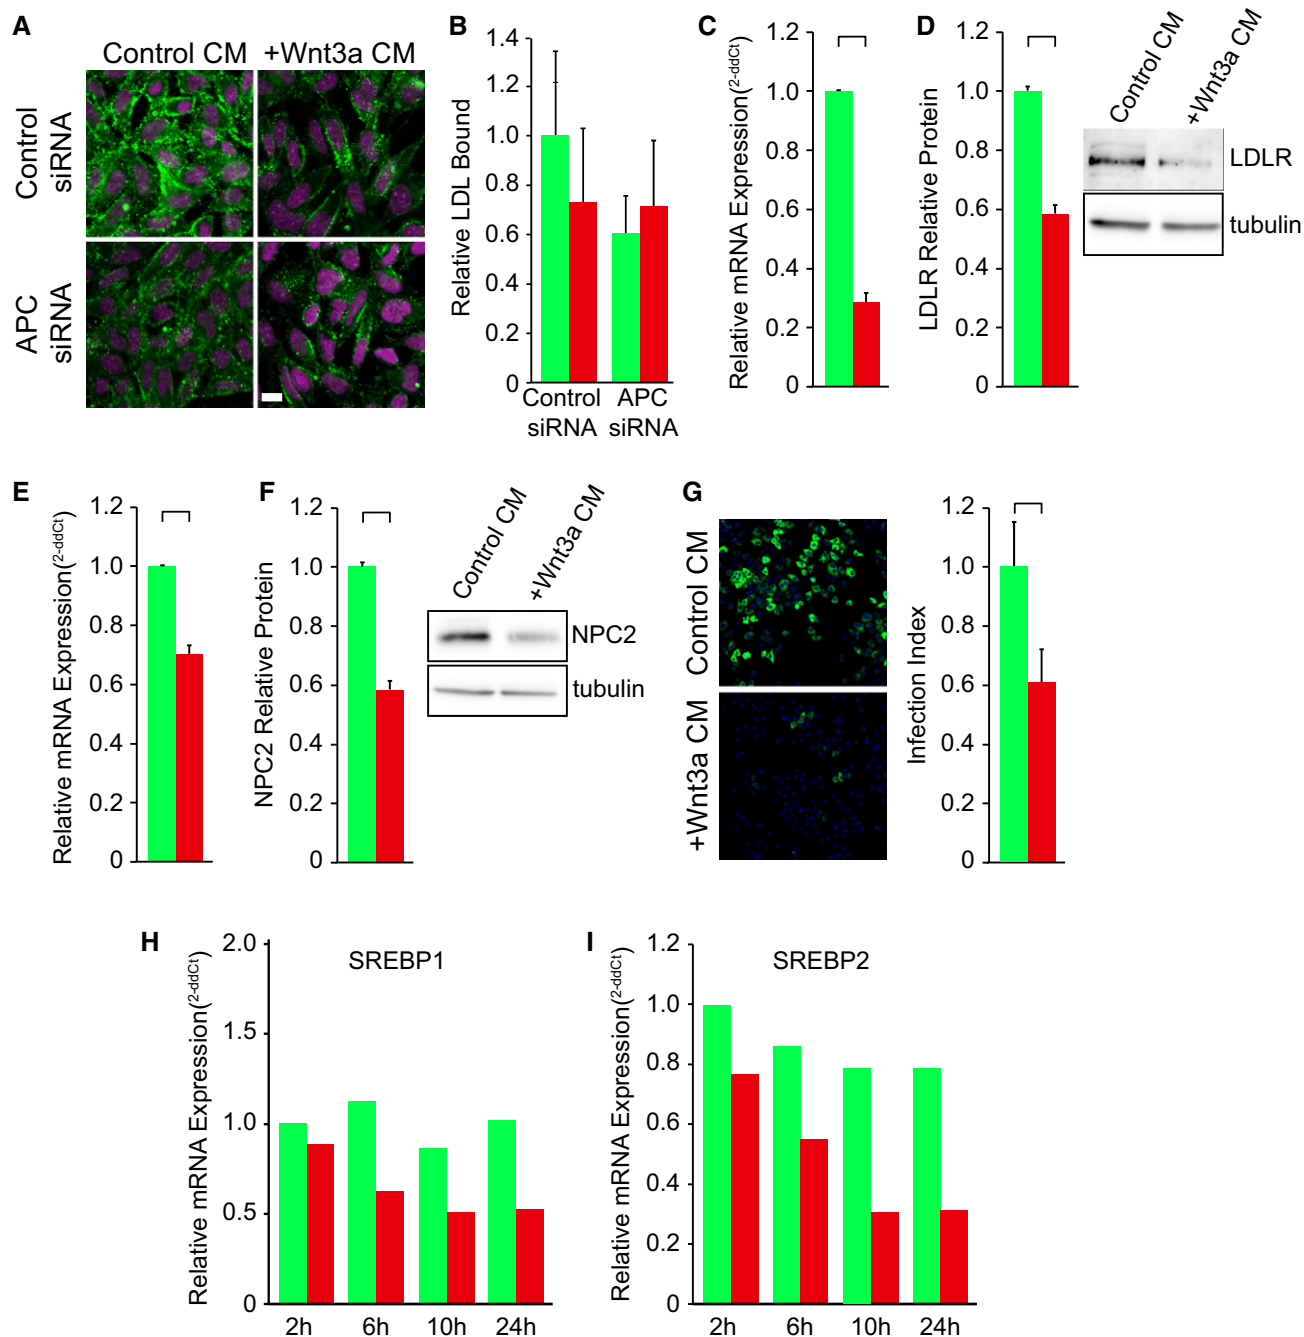 A
Control CM
+Wnt3a CM
Control
siRNA
APC
siRNA
B
Relative LDL Bound
1.4
1.2
1.0
0.8
0.6
0.4
0.2
0
Control
siRNA
APC
siRNA
C
Relative mRNA Expression(2-ddCt)
1.2
1.0
0.8
0.6
0.4
0.2
0
D
LDLR Relative Protein
1.2
1.0
0.8
0.6
0.4
0.2
0
Control CM
+Wnt3a CM
LDLR
tubulin
E
Relative mRNA Expression(2-ddCt)
1.2
1.0
0.8
0.6
0.4
0.2
0
F
NPC2 Relative Protein
1.2
1.0
0.8
0.6
0.4
0.2
0
Control CM
+Wnt3a CM
NPC2
tubulin
G
Control CM
+Wnt3a CM
Infection Index
1.2
1.0
0.8
0.6
0.4
0.2
0
H
SREBP1
Relative mRNA Expression(2-ddCt)
2.0
1.5
1.0
0.5
0
2h 6h 10h 24h
I
SREBP2
Relative mRNA Expression(2-ddCt)
1.2
1.0
0.8
0.6
0.4
0.2
0
2h 6h 10h 24h